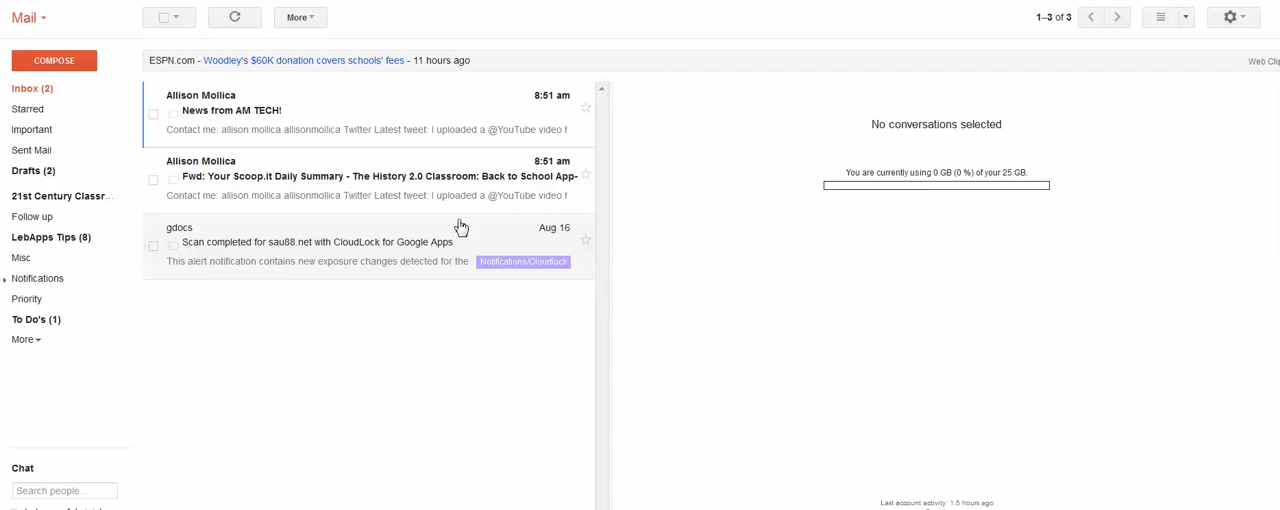 Mail
More
1–3 of 3
COMPOSE
ESPN.com - Woodley's $60K donation covers schools' fees - 11 hours ago
Web Clip
Inbox (2)
Starred
Important
Sent Mail
Drafts (2)
21st Century Classr...
Follow up
LebApps Tips (8)
Misc
Notifications
Priority
To Do's (1)
More
Chat
Search people...
Allison Mollica 8:51 am
News from AM TECH!
Contact me: allison.mollica allisonmollica Twitter Latest tweet: I uploaded a @YouTube video
Allison Mollica 8:51 am
Fwd: Your Scoop.it Daily Summary - The History 2.0 Classroom: Back to School App-
Contact me: allison.mollica allisonmollica Twitter Latest tweet: I uploaded a @YouTube video
gdocs Aug 16
Scan completed for sau88.net with CloudLock for Google Apps
This alert notification contains new exposure changes detected for the Notifications/Cloudlock
No conversations selected
You are currently using 0 GB (0 %) of your 25 GB.
Last account activity: 1.5 hours ago